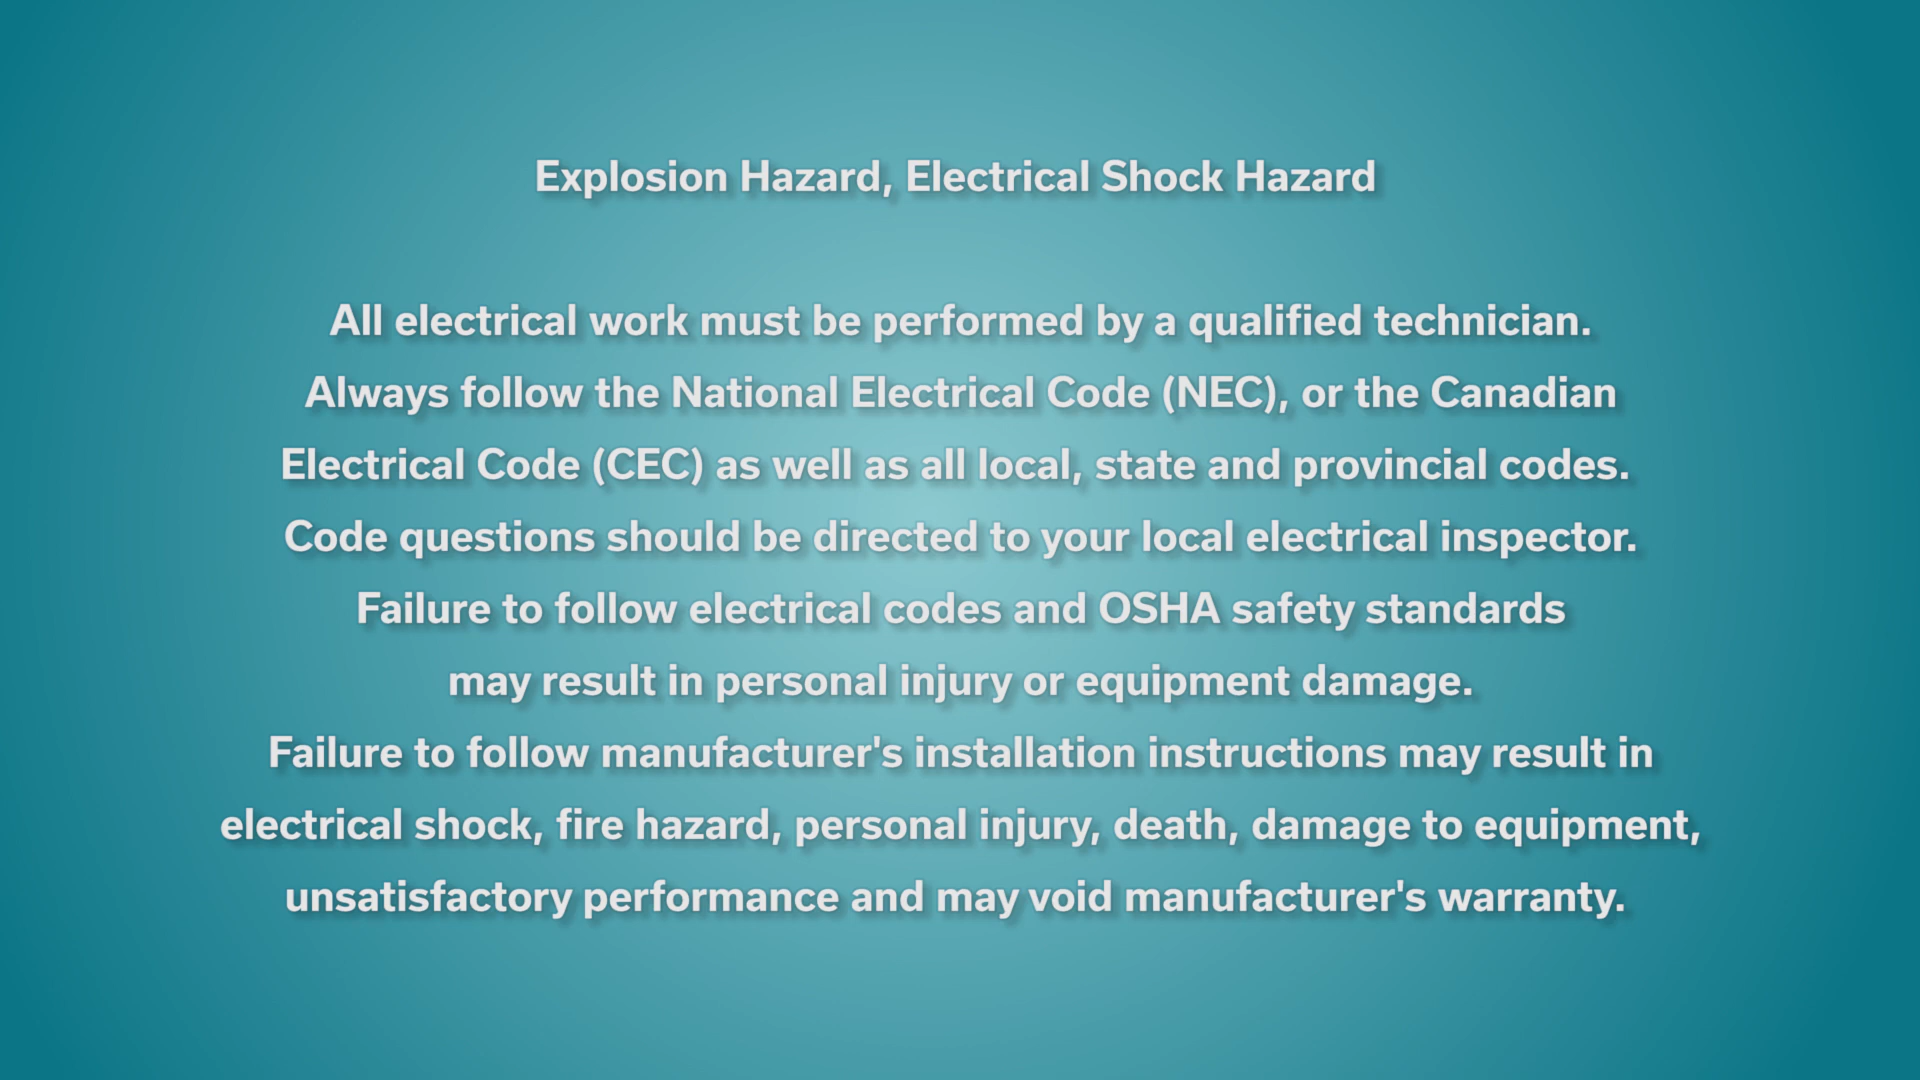 Explosion Hazard, Electrical Shock Hazard
All electrical work must be performed by a qualified technician.
Always follow the National Electrical Code (NEC), or the Canadian
Electrical Code (CEC) as well as all local, state and provincial codes.
Code questions should be directed to your local electrical inspector.
Failure to follow electrical codes and OSHA safety standards
may result in personal injury or equipment damage.
Failure to follow manufacturer's installation instructions may result in
electrical shock, fire hazard, personal injury, death, damage to equipment,
unsatisfactory performance and may void manufacturer's warranty.